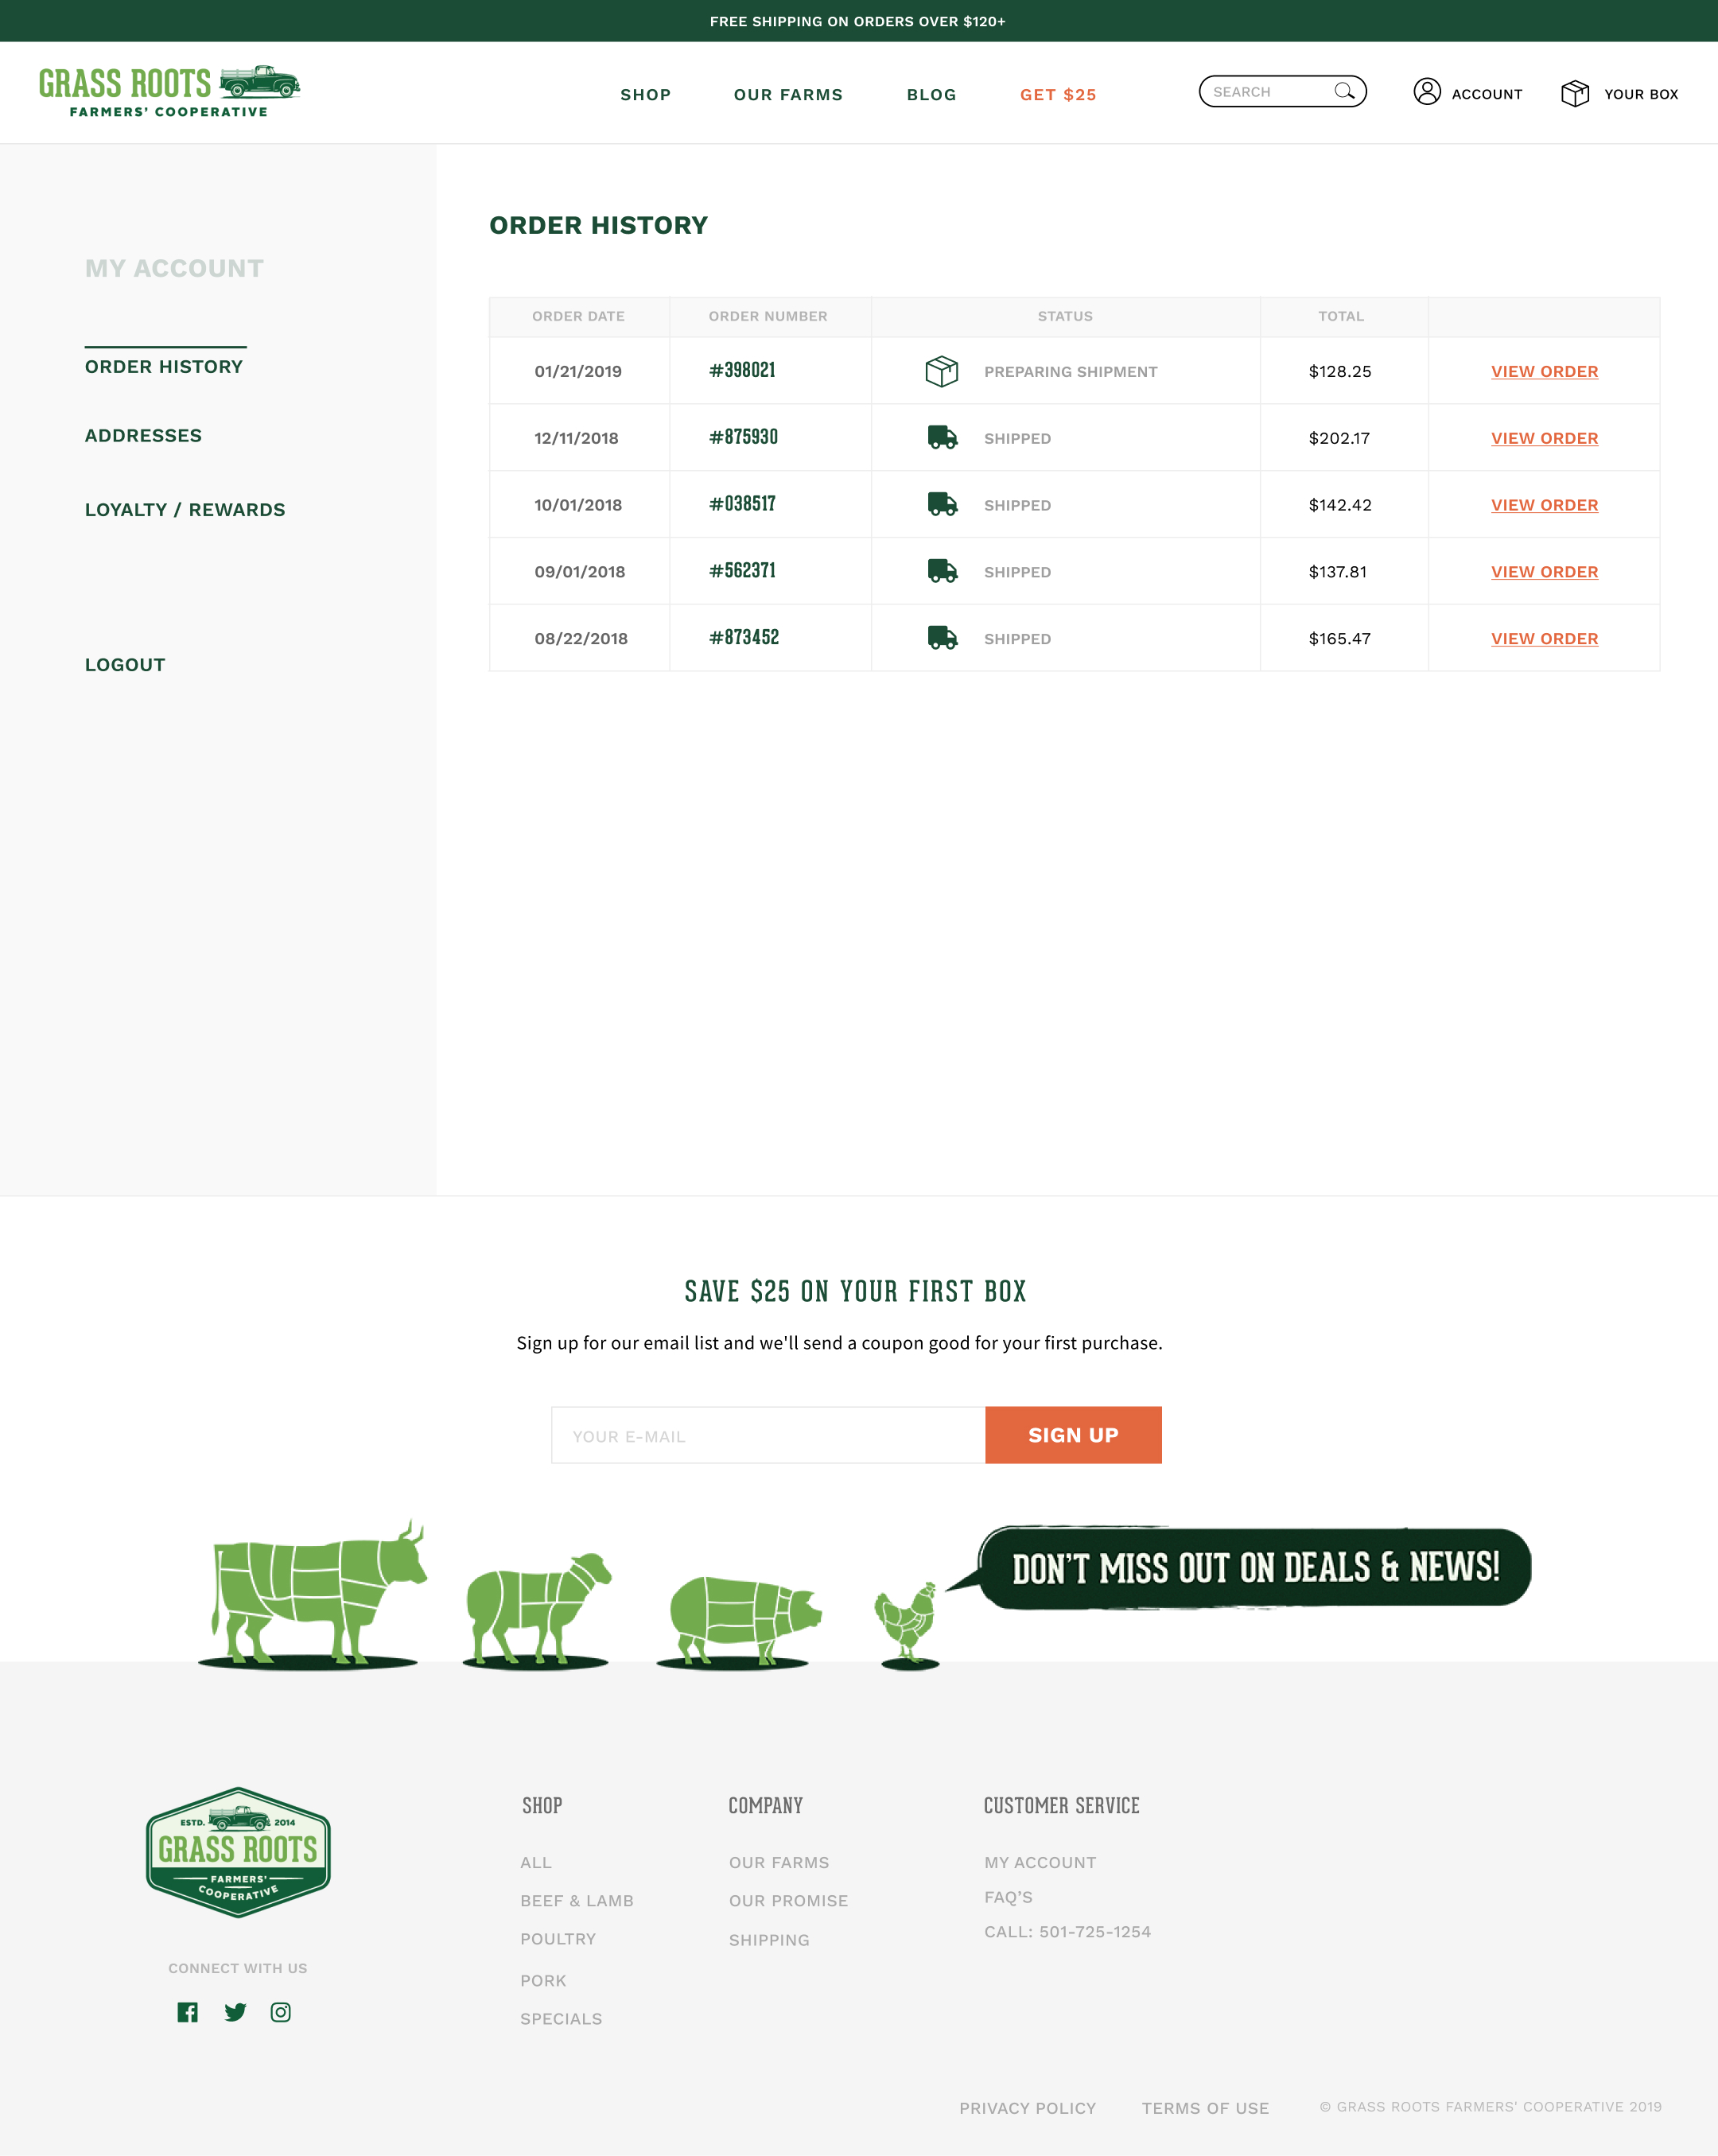 FREE SHIPPING ON ORDERS OVER $120+
GRASS ROOTS
FARMERS' COOPERATIVE
SHOP OUR FARMS BLOG GET $25 SEARCH ACCOUNT YOUR BOX
MY ACCOUNT
ORDER HISTORY
ADDRESSES
LOYALTY / REWARDS
LOGOUT
ORDER HISTORY
ORDER DATE ORDER NUMBER STATUS TOTAL
01/21/2019 #398021 PREPARING SHIPMENT $128.25 VIEW ORDER
12/11/2018 #875930 SHIPPED $202.17 VIEW ORDER
10/01/2018 #038517 SHIPPED $142.42 VIEW ORDER
09/01/2018 #562371 SHIPPED $137.81 VIEW ORDER
08/22/2018 #873452 SHIPPED $165.47 VIEW ORDER
SAVE $25 ON YOUR FIRST BOX
Sign up for our email list and we'll send a coupon good for your first purchase.
YOUR E-MAIL SIGN UP
DON'T MISS OUT ON DEALS & NEWS!
ESTD. 2014
GRASS ROOTS
FARMERS'
COOPERATIVE
CONNECT WITH US
SHOP
ALL
BEEF & LAMB
POULTRY
PORK
SPECIALS
COMPANY
OUR FARMS
OUR PROMISE
SHIPPING
CUSTOMER SERVICE
MY ACCOUNT
FAQ’S
CALL: 501-725-1254
PRIVACY POLICY TERMS OF USE © GRASS ROOTS FARMERS' COOPERATIVE 2019